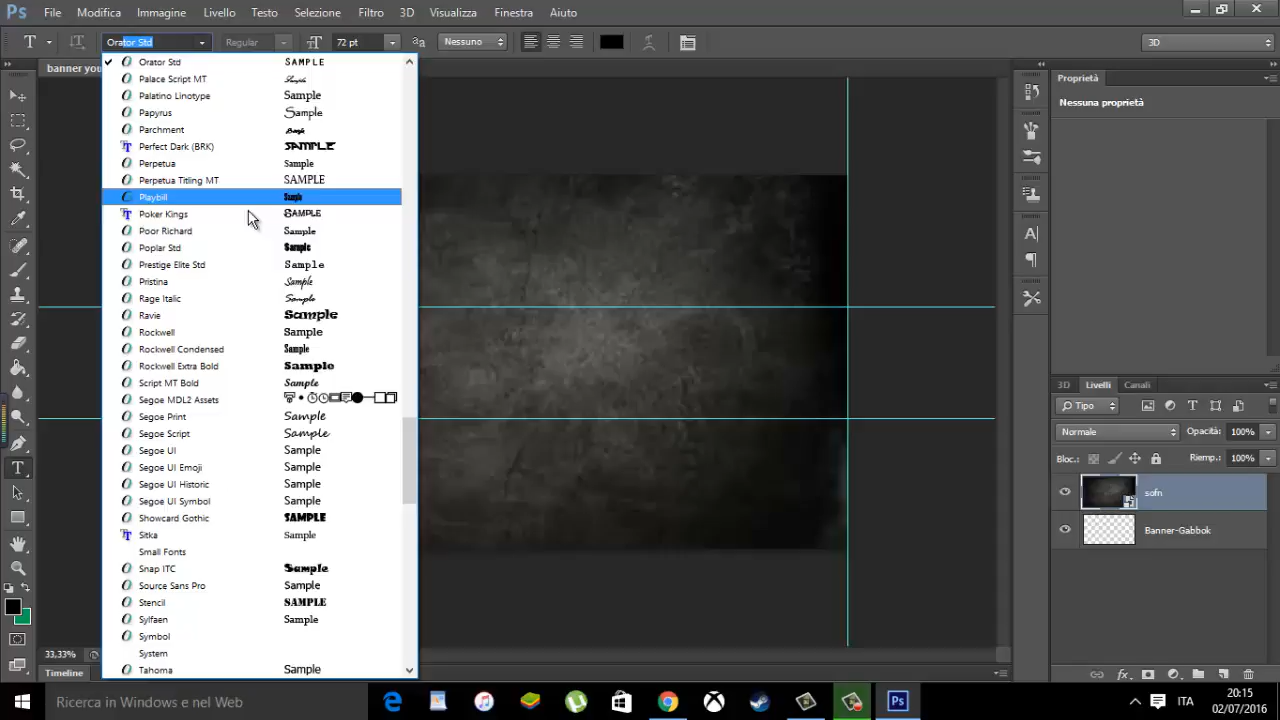 Ps File Modifica Immagine Livello Testo Selezione Filtro 3D Visualizza Finestra Aiuto
T Orator Std Regular 72 pt aa Nessuno 3D
banner you
Orator Std SAMPLE
Palace Script MT Sample
Palatino Linotype Sample
Papyrus Sample
Parchment Sample
Perfect Dark (BRK) SAMPLE
Perpetua Sample
Perpetua Titling MT SAMPLE
Playbill Sample
Poker Kings SAMPLE
Poor Richard Sample
Poplar Std Sample
Prestige Elite Std Sample
Pristina Sample
Rage Italic Sample
Ravie Sample
Rockwell Sample
Rockwell Condensed Sample
Rockwell Extra Bold Sample
Script MT Bold Sample
Segoe MDL2 Assets
Segoe Print Sample
Segoe Script Sample
Segoe UI Sample
Segoe UI Emoji Sample
Segoe UI Historic Sample
Segoe UI Symbol Sample
Showcard Gothic SAMPLE
Sitka Sample
Small Fonts
Snap ITC Sample
Source Sans Pro Sample
Stencil SAMPLE
Sylfaen Sample
Symbol
System
Tahoma Sample
Proprietà
Nessuna proprietà
3D Livelli Canali
Tipo
Normale Opacità: 100%
Bloc.: Riemp.: 100%
sofn
Banner-Gabbok
33,33%
Timeline
Ricerca in Windows e nel Web
ITA
20:15
02/07/2016